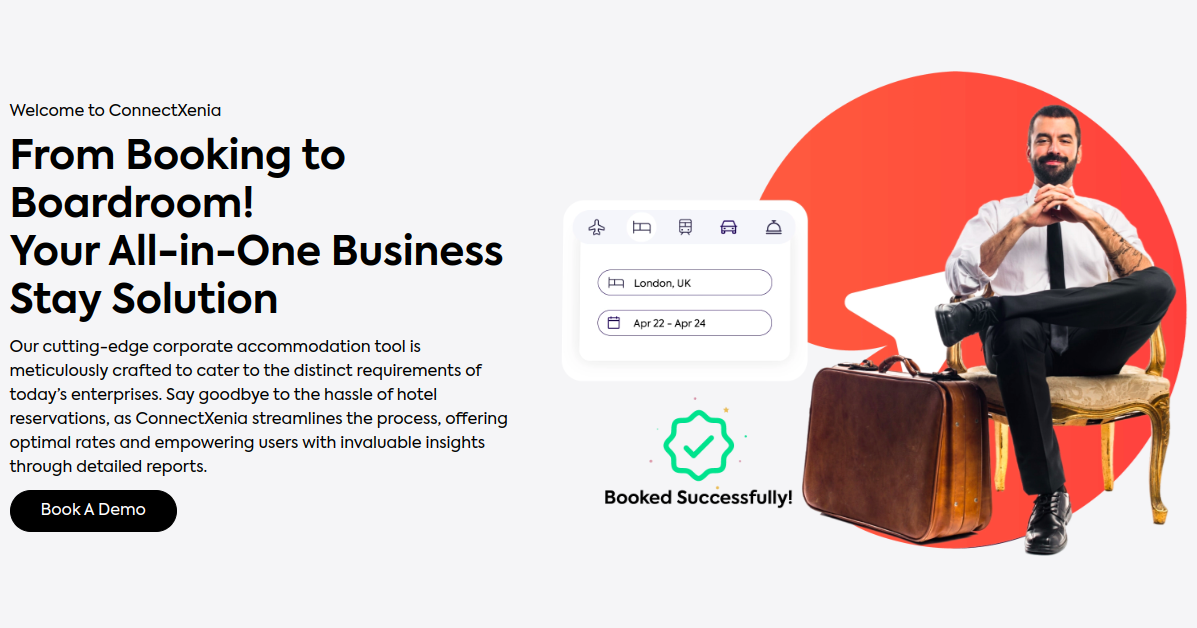 Welcome to ConnectXenia
From Booking to
Boardroom!
Your All-in-One Business
Stay Solution
Our cutting-edge corporate accommodation tool is
meticulously crafted to cater to the distinct requirements of
today’s enterprises. Say goodbye to the hassle of hotel
reservations, as ConnectXenia streamlines the process, offering
optimal rates and empowering users with invaluable insights
through detailed reports.
Book A Demo
London, UK
Apr 22 - Apr 24
Booked Successfully!